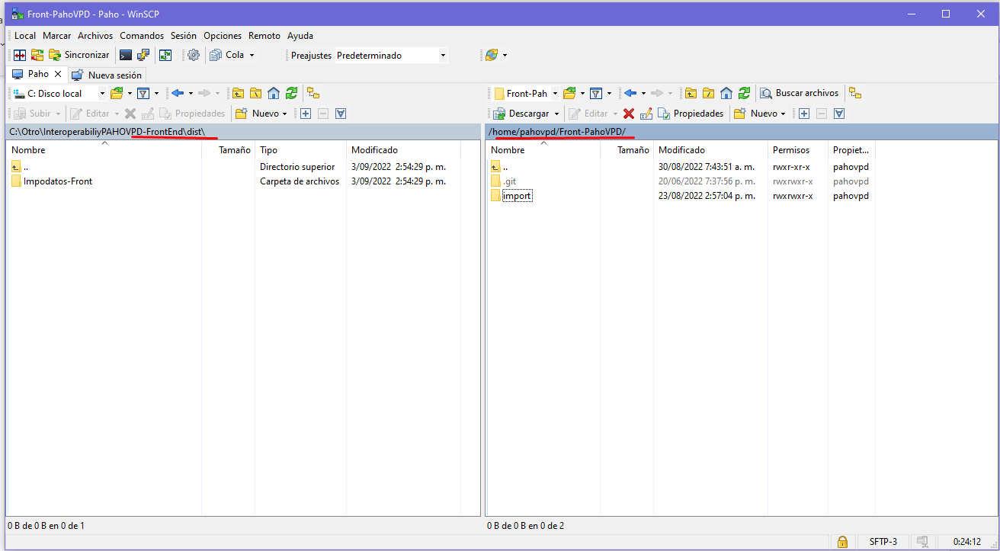 Front-PahoVPD - Paho - WinSCP
Local Marcar Archivos Comandos Sesión Opciones Remoto Ayuda
Sincronizar Cola Preajustes Predeterminado
Paho Nueva sesión
C: Disco local
Front-Pah Buscar archivos
Subir Editar Propiedades Nuevo
Descargar Editar Propiedades Nuevo
C:\Otro\InteroperabiliyPAHOVPD-FrontEnd\dist\
Nombre Tamaño Tipo Modificado
.. Directorio superior 3/09/2022 2:54:29 p. m.
Impodatos-Front Carpeta de archivos 3/09/2022 2:54:29 p. m.
0 B de 0 B en 0 de 1
/home/pahovpd/Front-PahoVPD/
Nombre Tamaño Modificado Permisos Propiet...
.. 30/08/2022 7:43:51 a. m. rwxr-xr-x pahovpd
.git 20/06/2022 7:37:56 p. m. rwxrwxr-x pahovpd
import 23/08/2022 2:57:04 p. m. rwxrwxr-x pahovpd
0 B de 0 B en 0 de 2
SFTP-3 0:24:12